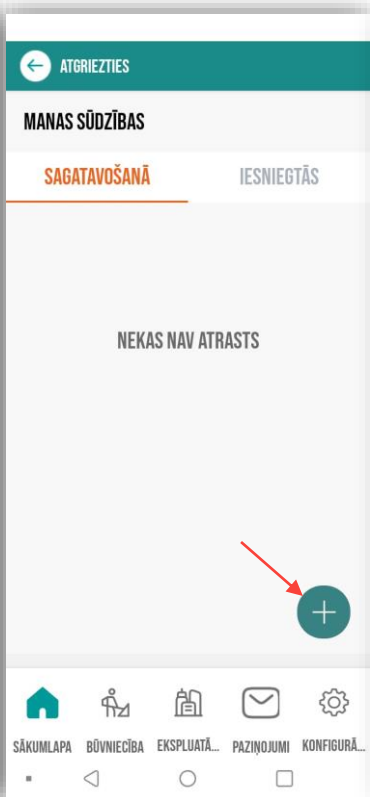 ATGRIEZTIES
MANAS SŪDZĪBAS
SAGATAVOŠANĀ IESNIEGTĀS
NEKAS NAV ATRASTS
SĀKUMLAPA BŪVNIECĪBA EKSPLUATĀ... PAZIŅOJUMI KONFIGURĀ...